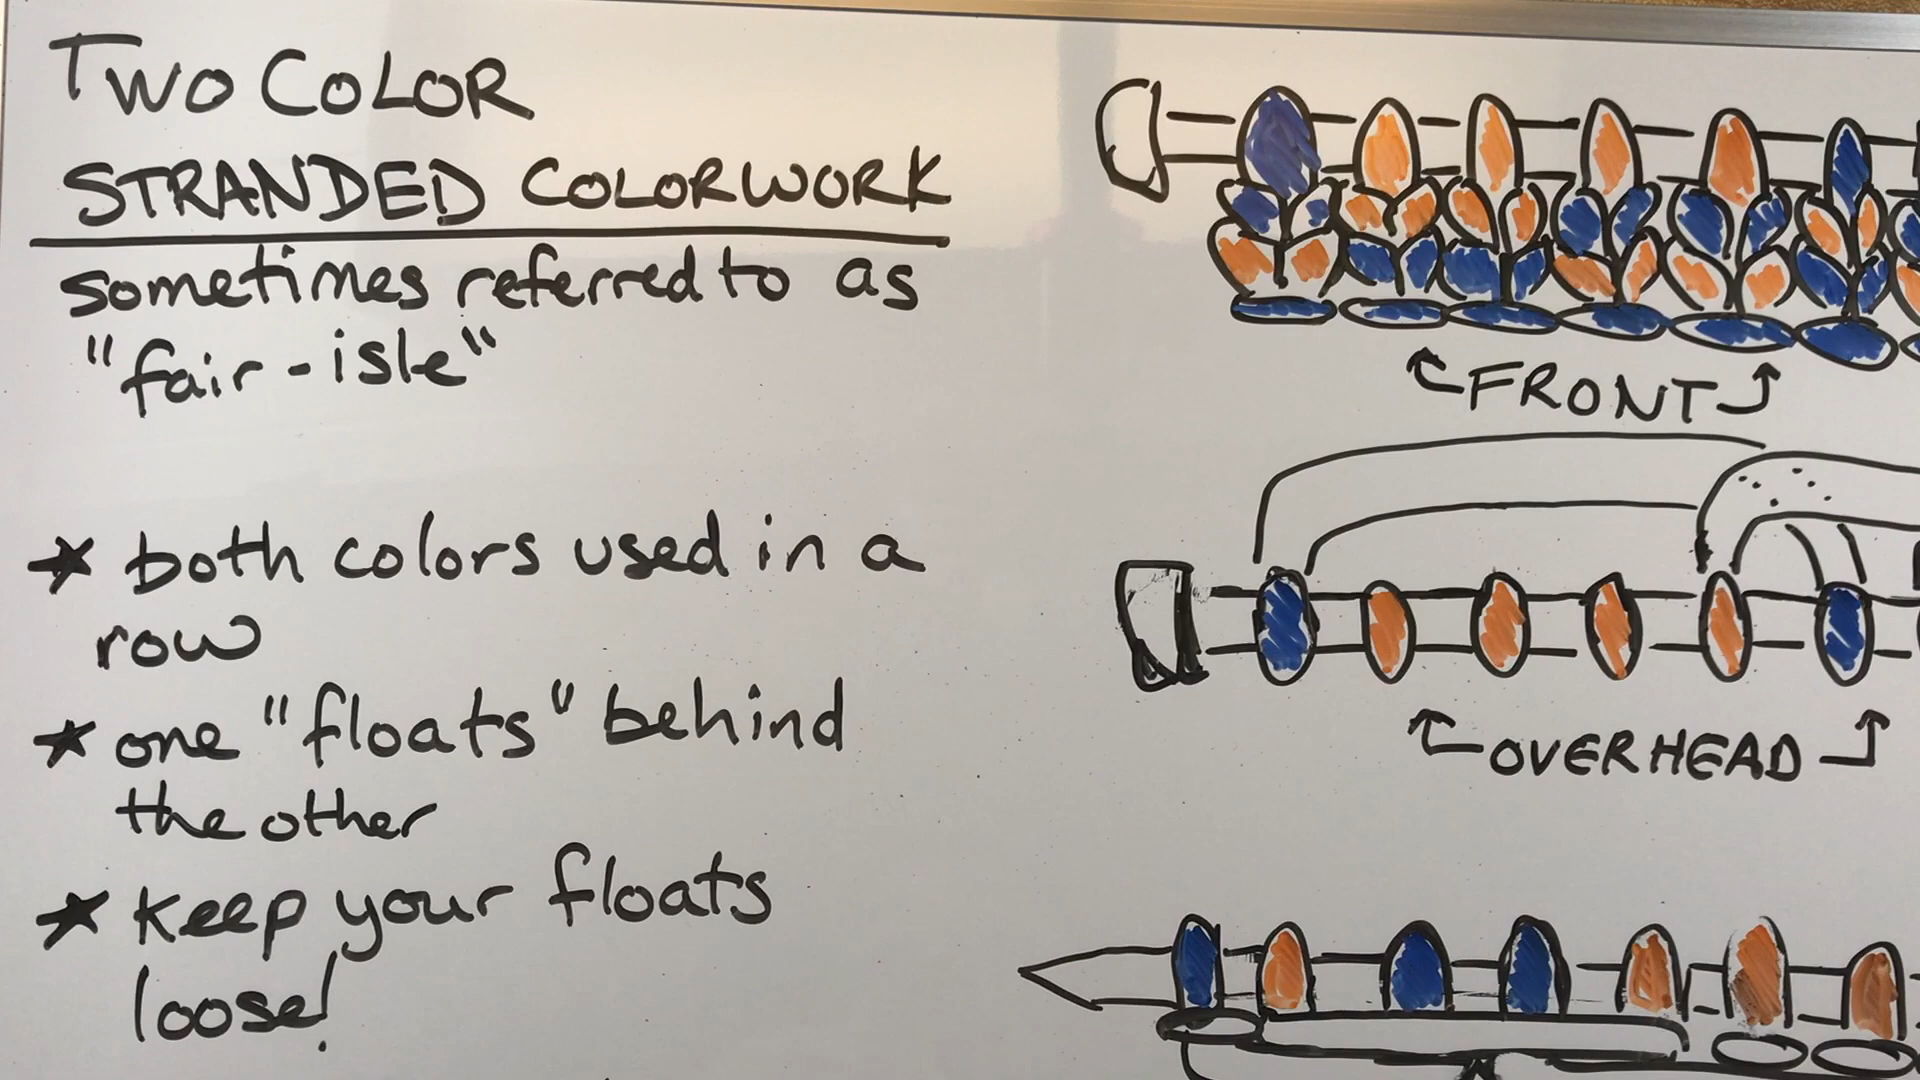 TWO COLOR
STRANDED COLORWORK
sometimes referred to as
"fair-isle"
* both colors used in a
row
* one "floats" behind
the other
* keep your floats
loose!
FRONT
OVERHEAD